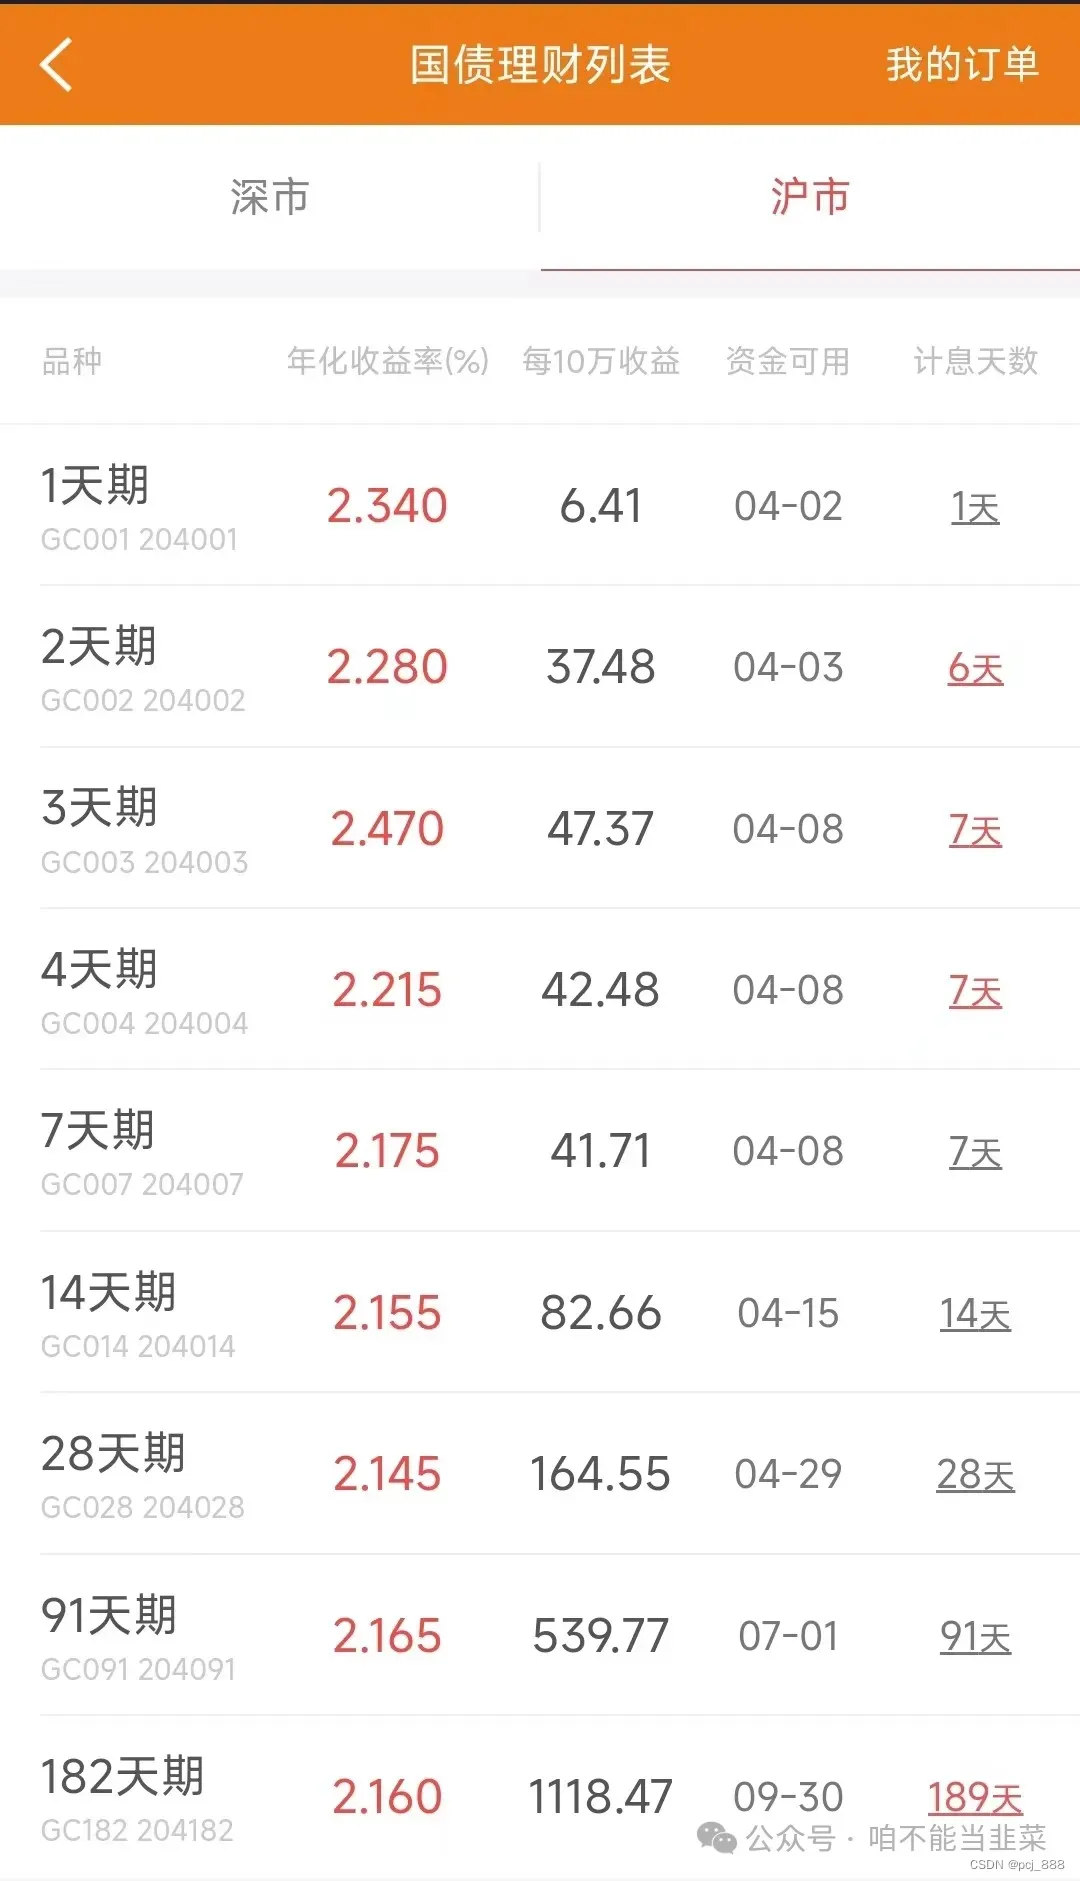 国债理财列表 我的订单
深市 沪市
品种 年化收益率(%) 每10万收益 资金可用 计息天数
1天期 2.340 6.41 04-02 1天
GC001 204001
2天期 2.280 37.48 04-03 6天
GC002 204002
3天期 2.470 47.37 04-08 7天
GC003 204003
4天期 2.215 42.48 04-08 7天
GC004 204004
7天期 2.175 41.71 04-08 7天
GC007 204007
14天期 2.155 82.66 04-15 14天
GC014 204014
28天期 2.145 164.55 04-29 28天
GC028 204028
91天期 2.165 539.77 07-01 91天
GC091 204091
182天期 2.160 1118.47 09-30 189天
GC182 204182
公众号 · 咱不能当韭菜
CSDN @pcj_888